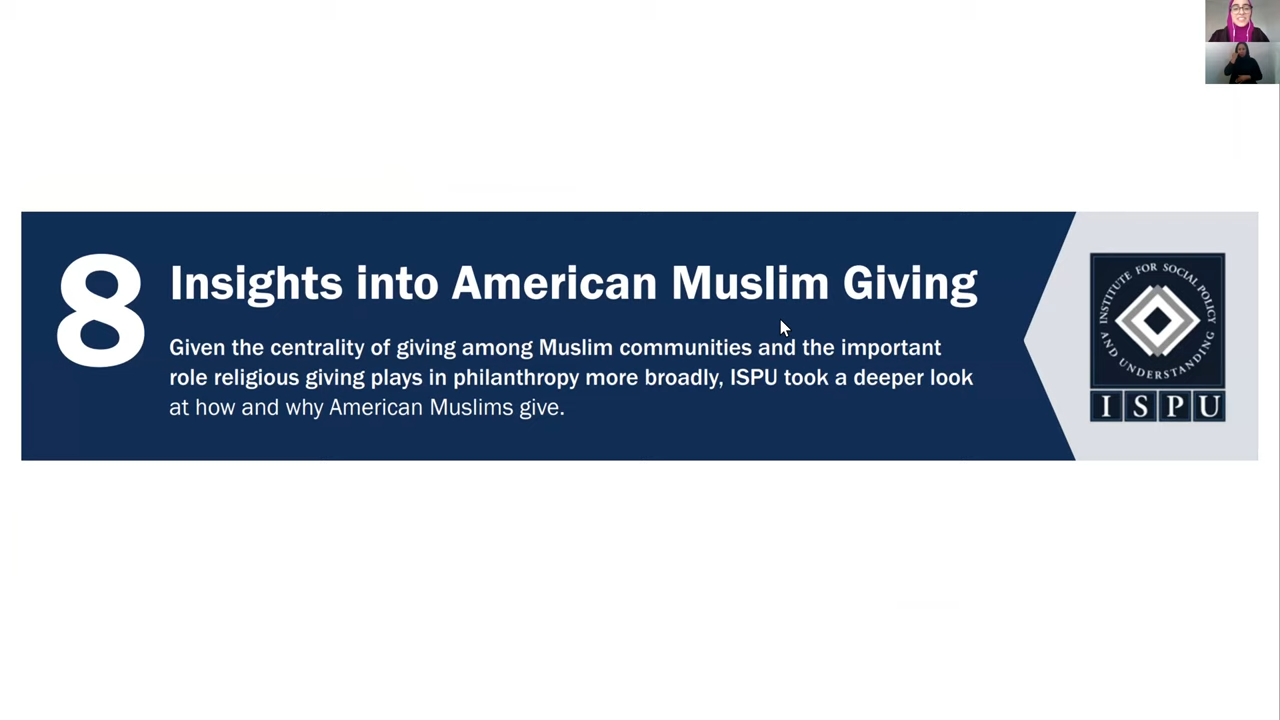 8
Insights into American Muslim Giving
Given the centrality of giving among Muslim communities and the important
role religious giving plays in philanthropy more broadly, ISPU took a deeper look
at how and why American Muslims give.
INSTITUTE FOR SOCIAL POLICY
AND UNDERSTANDING
ISPU